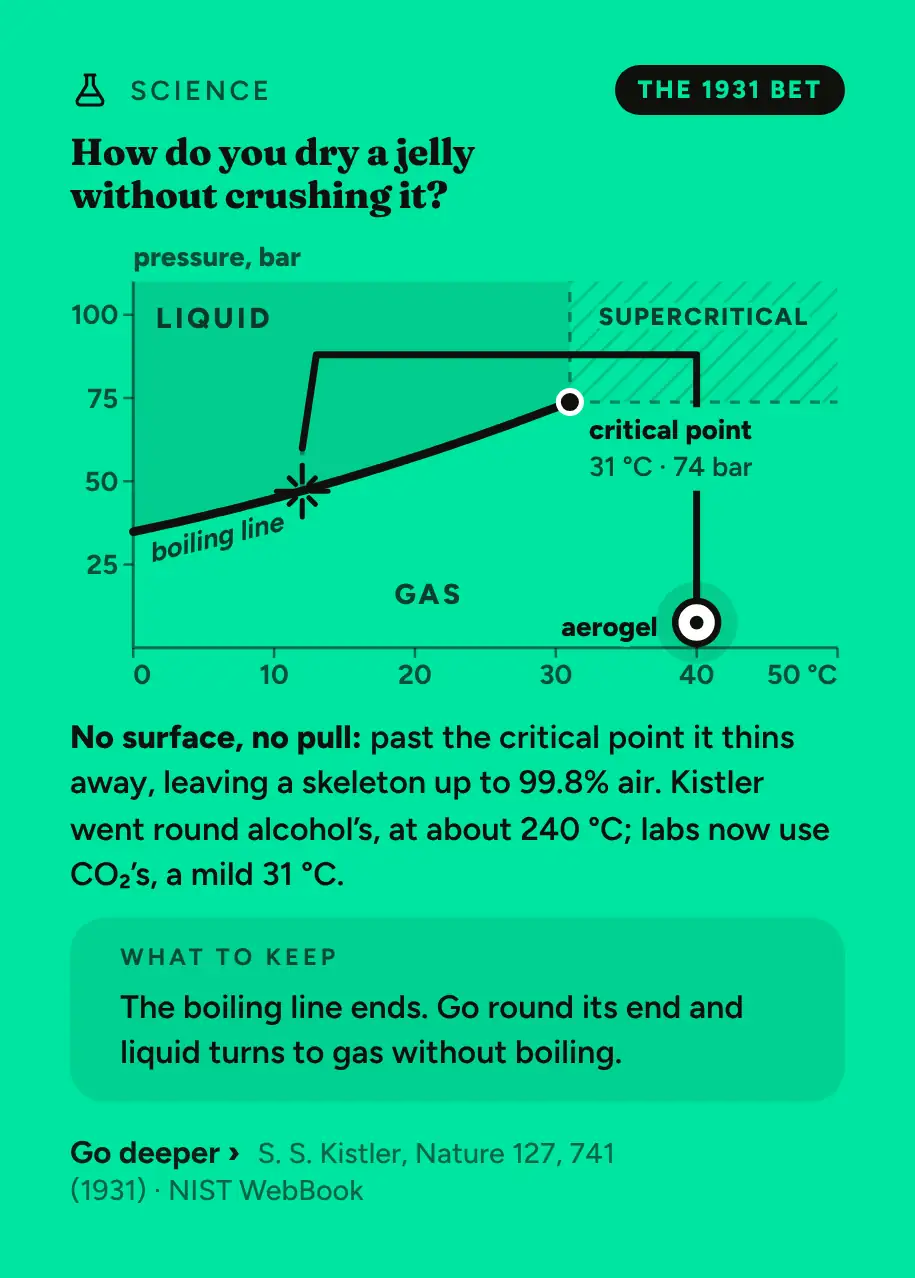 SCIENCE
THE 1931 BET
How do you dry a jelly
without crushing it?
pressure, bar
100
75
50
25
LIQUID
SUPERCRITICAL
critical point
31 °C · 74 bar
boiling line
GAS
aerogel
0
10
20
30
40
50 °C
No surface, no pull: past the critical point it thins
away, leaving a skeleton up to 99.8% air. Kistler
went round alcohol’s, at about 240 °C; labs now use
CO₂’s, a mild 31 °C.
WHAT TO KEEP
The boiling line ends. Go round its end and
liquid turns to gas without boiling.
Go deeper › S. S. Kistler, Nature 127, 741
(1931) · NIST WebBook